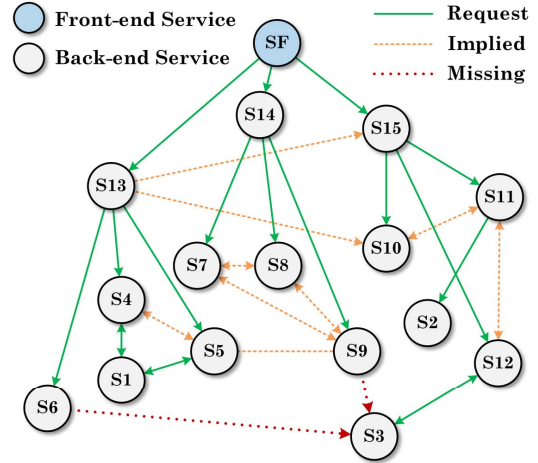 Front-end Service
Back-end Service
Request
Implied
Missing
SF
S14
S15
S13
S11
S10
S7
S8
S4
S2
S5
S9
S12
S1
S6
S3